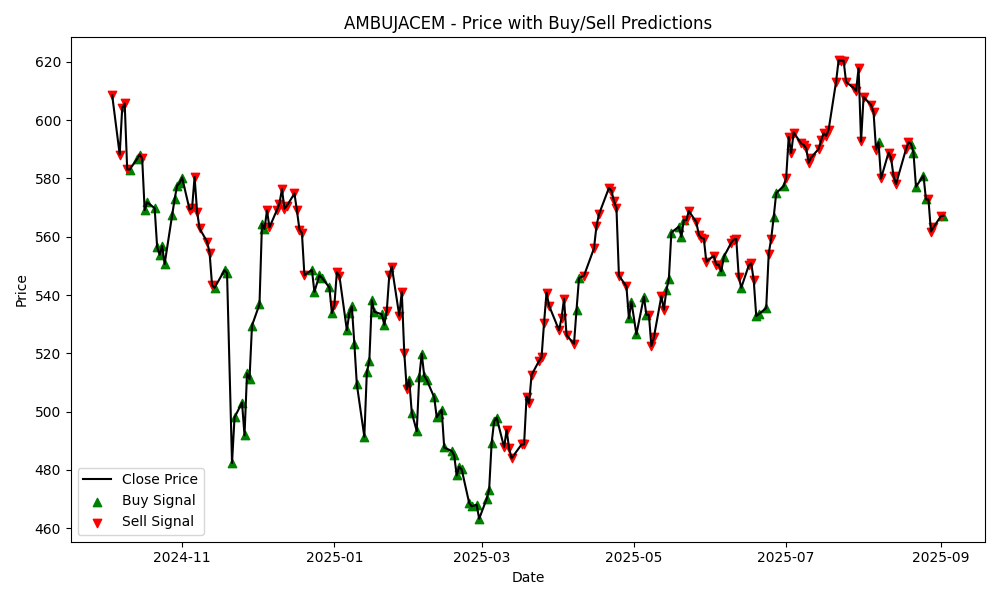 AMBUJACEM - Price with Buy/Sell Predictions
Price
620
600
580
560
540
520
500
480
460
Close Price
Buy Signal
Sell Signal
2024-11 2025-01 2025-03 2025-05 2025-07 2025-09
Date